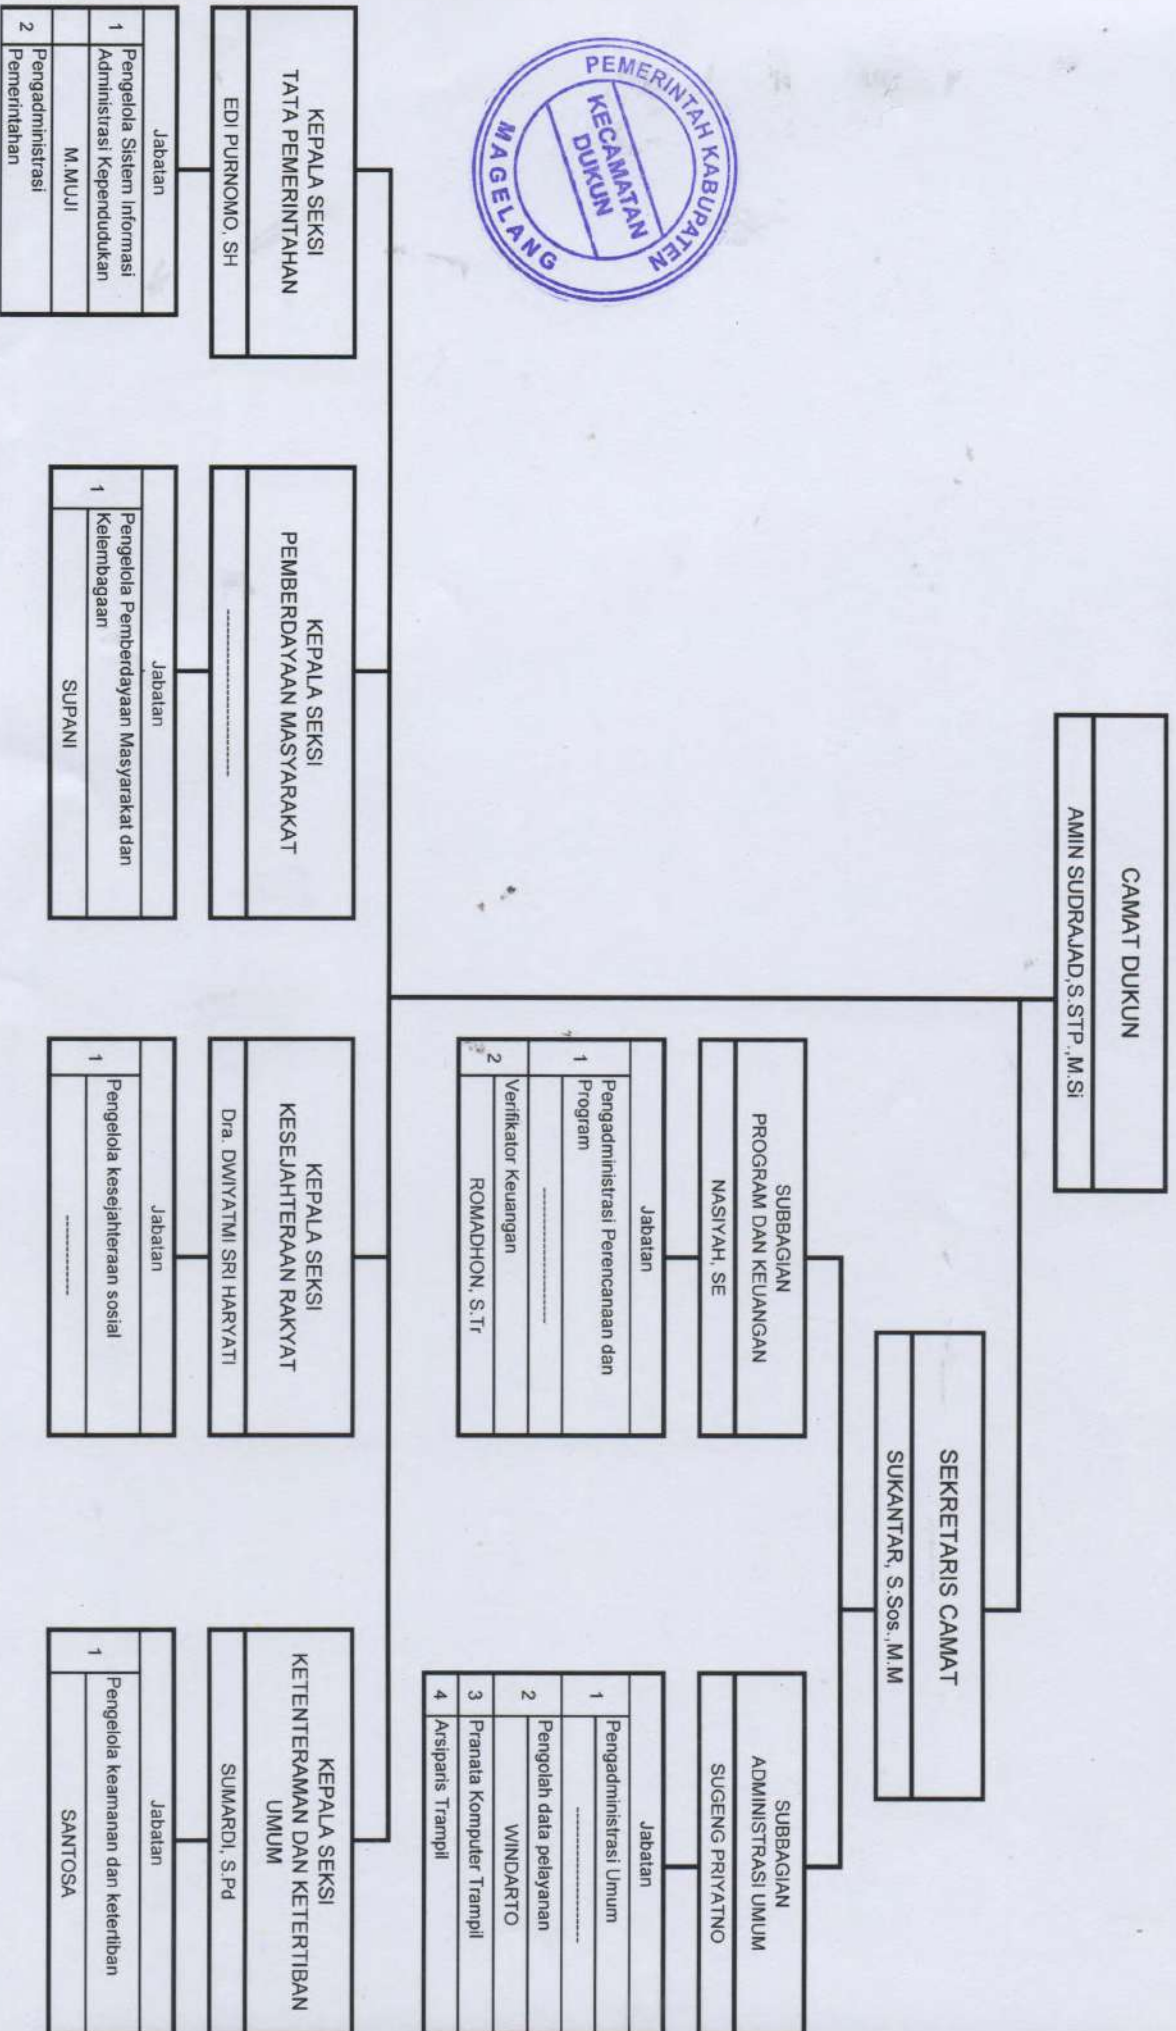 CAMAT DUKUN
AMIN SUDRAJAD,S.STP.,M.Si
SEKRETARIS CAMAT
SUKANTAR, S.Sos.,M.M
SUBBAGIAN
PROGRAM DAN KEUANGAN
NASIYAH, SE
Jabatan
1 Pengadministrasi Perencanaan dan
Program
----------------------
2 Verifikator Keuangan
ROMADHON, S.Tr
SUBBAGIAN
ADMINISTRASI UMUM
SUGENG PRIYATNO
Jabatan
1 Pengadministrasi Umum
----------------------
2 Pengolah data pelayanan
WINDARTO
3 Pranata Komputer Trampil
4 Arsiparis Trampil
KEPALA SEKSI
TATA PEMERINTAHAN
EDI PURNOMO, SH
Jabatan
1 Pengelola Sistem Informasi
Administrasi Kependudukan
M.MUJI
2 Pengadministrasi
Pemerintahan
KEPALA SEKSI
PEMBERDAYAAN MASYARAKAT
---------------------------
Jabatan
1 Pengelola Pemberdayaan Masyarakat dan
Kelembagaan
SUPANI
KEPALA SEKSI
KESEJAHTERAAN RAKYAT
Dra. DWIYATMI SRI HARYATI
Jabatan
1 Pengelola kesejahteraan sosial
-------------
KEPALA SEKSI
KETENTERAMAN DAN KETERTIBAN
UMUM
SUMARDI, S.Pd
Jabatan
1 Pengelola keamanan dan ketertiban
SANTOSA
PEMERINTAH KABUPATEN
KECAMATAN
DUKUN
MAGELANG